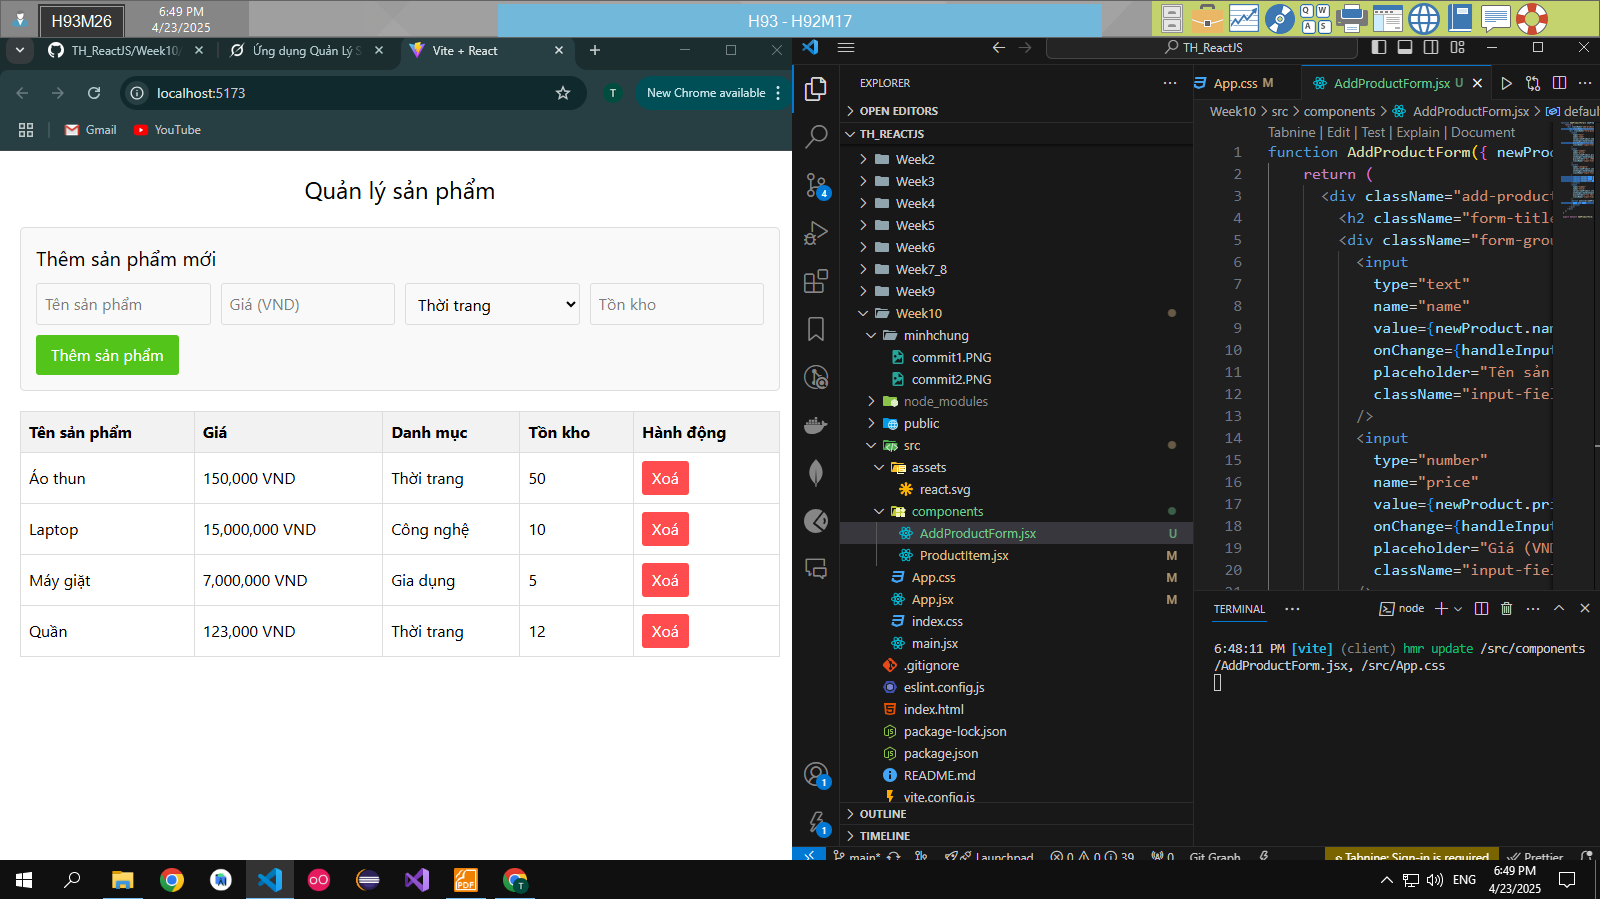 H93M26
6:49 PM
4/23/2025
H93 - H92M17
TH_ReactJS/Week10/
Ứng dụng Quản Lý S
Vite + React
localhost:5173
T
New Chrome available
Gmail
YouTube
Quản lý sản phẩm
Thêm sản phẩm mới
Tên sản phẩm
Giá (VND)
Thời trang
Tồn kho
Thêm sản phẩm
Tên sản phẩm Giá Danh mục Tồn kho Hành động
Áo thun 150,000 VND Thời trang 50 Xoá
Laptop 15,000,000 VND Công nghệ 10 Xoá
Máy giặt 7,000,000 VND Gia dụng 5 Xoá
Quần 123,000 VND Thời trang 12 Xoá
TH_ReactJS
EXPLORER
OPEN EDITORS
TH_REACTJS
Week2
Week3
Week4
Week5
Week6
Week7_8
Week9
Week10
minhchung
commit1.PNG
commit2.PNG
node_modules
public
src
assets
react.svg
components
AddProductForm.jsx U
ProductItem.jsx M
App.css M
App.jsx M
index.css
main.jsx
.gitignore
eslint.config.js
index.html
package-lock.json
package.json
README.md
vite.config.js
OUTLINE
TIMELINE
4
1
1
App.css M
AddProductForm.jsx U
Week10 > src > components > AddProductForm.jsx > defaul
Tabnine | Edit | Test | Explain | Document
1 function AddProductForm({ newPro
2 return (
3 <div className="add-product
4 <h2 className="form-title
5 <div className="form-grou
6 <input
7 type="text"
8 name="name"
9 value={newProduct.nam
10 onChange={handleInput
11 placeholder="Tên sản
12 className="input-fiel
13 />
14 <input
15 type="number"
16 name="price"
17 value={newProduct.pri
18 onChange={handleInput
19 placeholder="Giá (VND
20 className="input-fiel
TERMINAL
node
6:48:11 PM [vite] (client) hmr update /src/components
/AddProductForm.jsx, /src/App.css
main*
Launchpad
0 0 39
0
Git Graph
Tabnine: Sign-in is required
Prettier
ENG
6:49 PM
4/23/2025